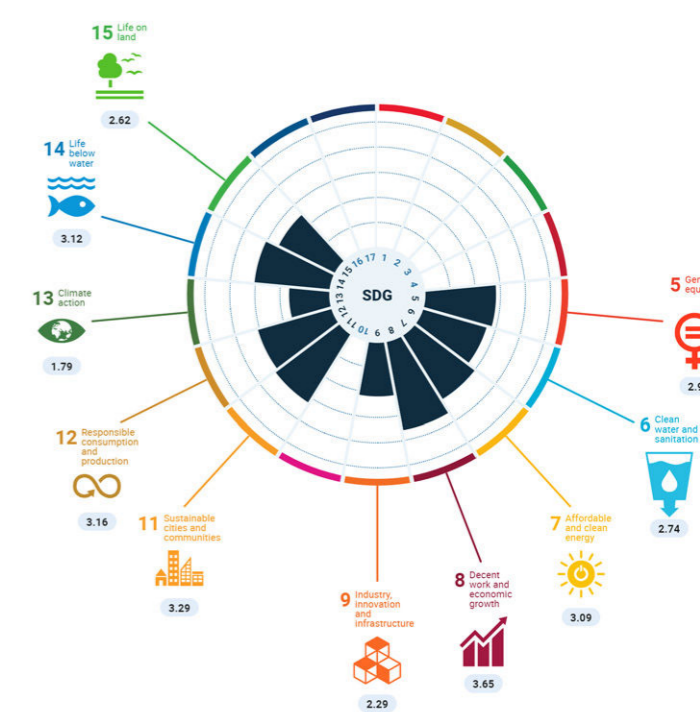 15 Life on
land
2.62
14 Life
below
water
3.12
13 Climate
action
1.79
12 Responsible
consumption
and
production
3.16
11 Sustainable
cities and
communities
3.29
9 Industry,
innovation
and
infrastructure
2.29
8 Decent
work and
economic
growth
3.65
7 Affordable
and clean
energy
3.09
6 Clean
water and
sanitation
2.74
5
SDG
1 2 3 4 5 6 7 8 9 10 11 12 13 14 15 16 17